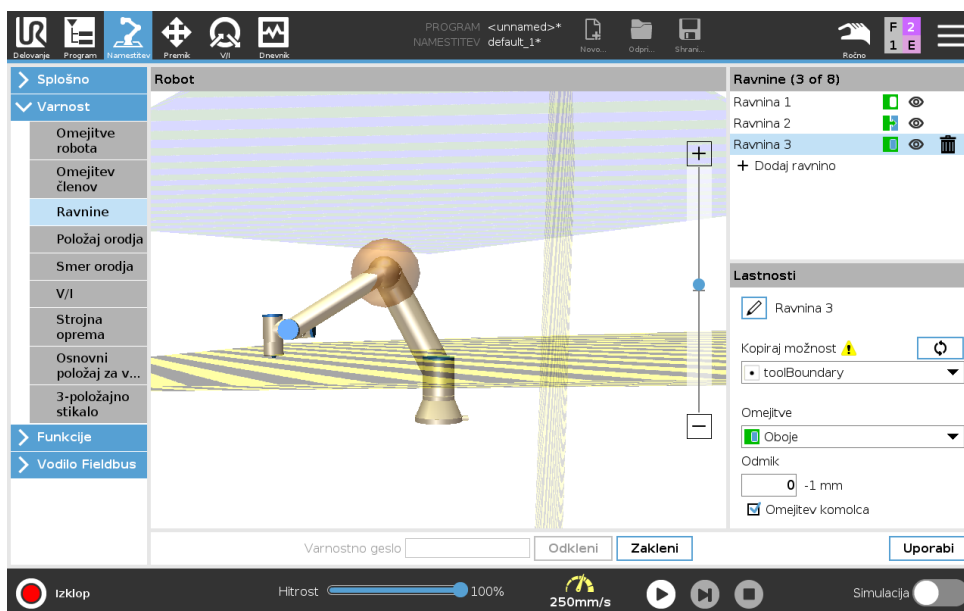 PROGRAM <unnamed>*
NAMESTITEV default_1*
UR
Delovanje
Program
Namestitev
Premik
V/I
Dnevnik
Novo...
Odpri...
Shrani...
Ročno
F 2
1 E
Splošno
Varnost
Omejitve
robota
Omejitev
členov
Ravnine
Položaj orodja
Smer orodja
V/I
Strojna
oprema
Osnovni
položaj za v...
3-položajno
stikalo
Funkcije
Vodilo Fieldbus
Robot
Ravnine (3 of 8)
Ravnina 1
Ravnina 2
Ravnina 3
+ Dodaj ravnino
Lastnosti
Ravnina 3
Kopiraj možnost
toolBoundary
Omejitve
Oboje
Odmik
0 -1 mm
Omejitev komolca
Varnostno geslo
Odkleni
Zakleni
Uporabi
Izklop
Hitrost
100%
250mm/s
Simulacija